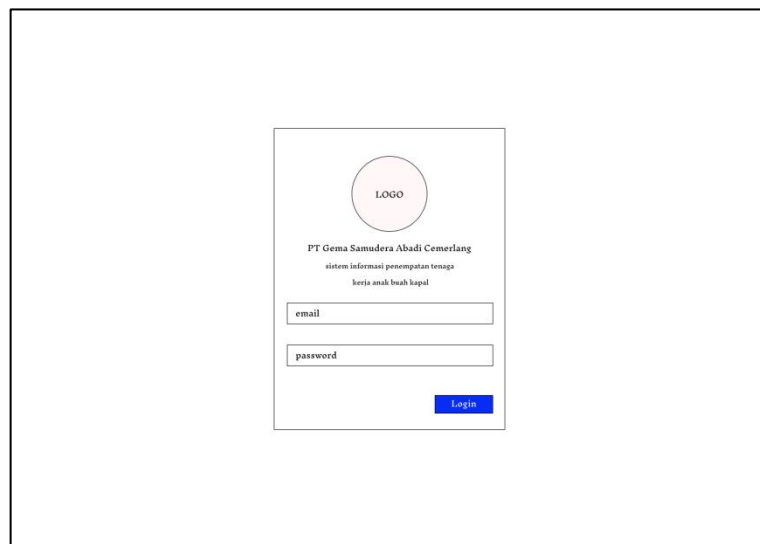 LOGO
PT Gema Samudera Abadi Cemerlang
sistem informasi penempatan tenaga
kerja anak buah kapal
email
password
Login